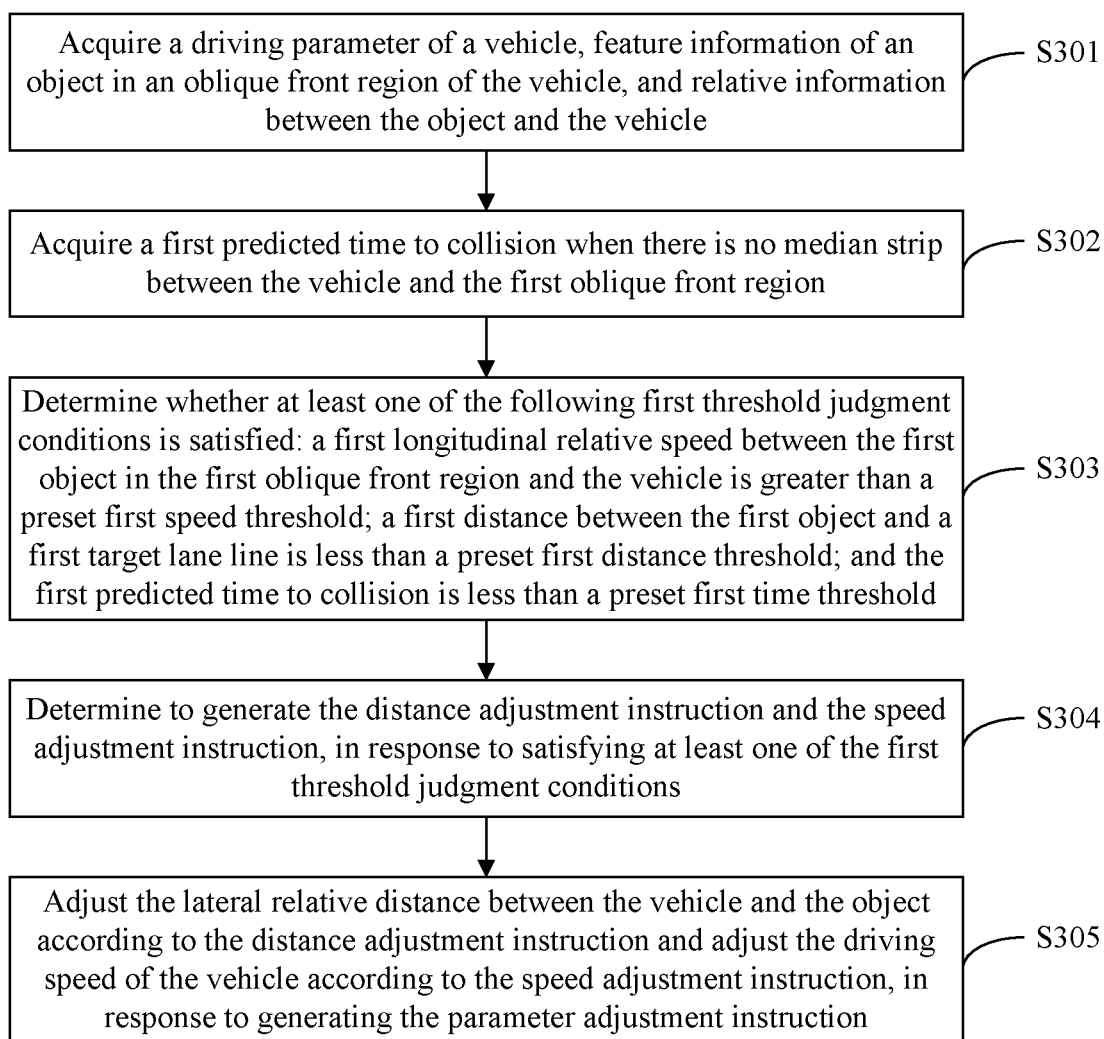 Acquire a driving parameter of a vehicle, feature information of an
object in an oblique front region of the vehicle, and relative information
between the object and the vehicle
S301
Acquire a first predicted time to collision when there is no median strip
between the vehicle and the first oblique front region
S302
Determine whether at least one of the following first threshold judgment
conditions is satisfied: a first longitudinal relative speed between the first
object in the first oblique front region and the vehicle is greater than a
preset first speed threshold; a first distance between the first object and a
first target lane line is less than a preset first distance threshold; and the
first predicted time to collision is less than a preset first time threshold
S303
Determine to generate the distance adjustment instruction and the speed
adjustment instruction, in response to satisfying at least one of the first
threshold judgment conditions
S304
Adjust the lateral relative distance between the vehicle and the object
according to the distance adjustment instruction and adjust the driving
speed of the vehicle according to the speed adjustment instruction, in
response to generating the parameter adjustment instruction
S305